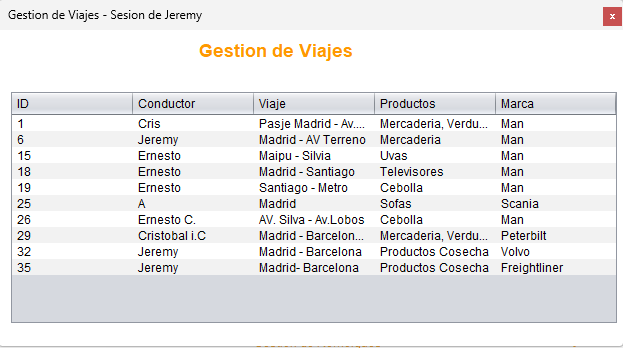 Gestion de Viajes - Sesion de Jeremy
x
Gestion de Viajes
ID Conductor Viaje Productos Marca
1 Cris Pasje Madrid - Av.... Mercaderia, Verdu... Man
6 Jeremy Madrid - AV Terreno Mercaderia Man
15 Ernesto Maipu - Silvia Uvas Man
18 Ernesto Madrid - Santiago Televisores Man
19 Ernesto Santiago - Metro Cebolla Man
25 A Madrid Sofas Scania
26 Ernesto C. AV. Silva - Av.Lobos Cebolla Man
29 Cristobal i.C Madrid - Barcelon... Mercaderia, Verdu... Peterbilt
32 Jeremy Madrid - Barcelona Productos Cosecha Volvo
35 Jeremy Madrid- Barcelona Productos Cosecha Freightliner